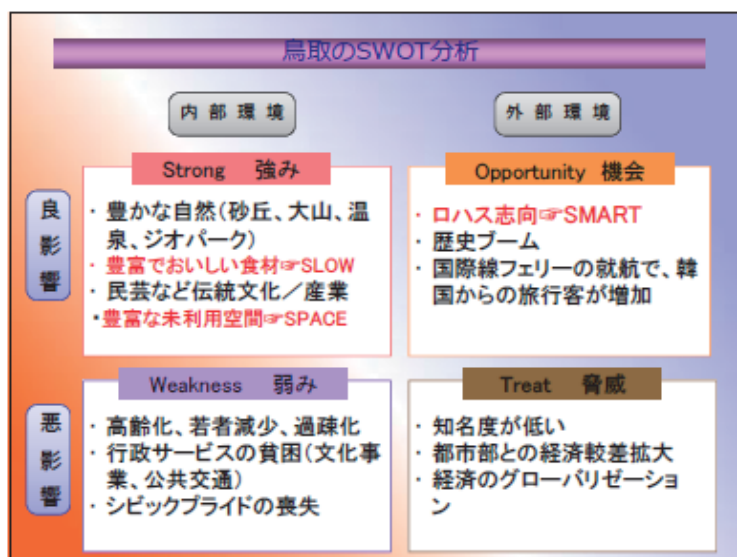 鳥取のSWOT分析
内部環境
外部環境
良影響
Strong 強み
・豊かな自然(砂丘、大山、温
泉、ジオパーク)
・豊富でおいしい食材☞SLOW
・民芸など伝統文化／産業
・豊富な未利用空間☞SPACE
Opportunity 機会
・ロハス志向☞SMART
・歴史ブーム
・国際線フェリーの就航で、韓
国からの旅行客が増加
悪影響
Weakness 弱み
・高齢化、若者減少、過疎化
・行政サービスの貧困(文化事
業、公共交通)
・シビックプライドの喪失
Treat 脅威
・知名度が低い
・都市部との経済較差拡大
・経済のグローバリゼーショ
ン